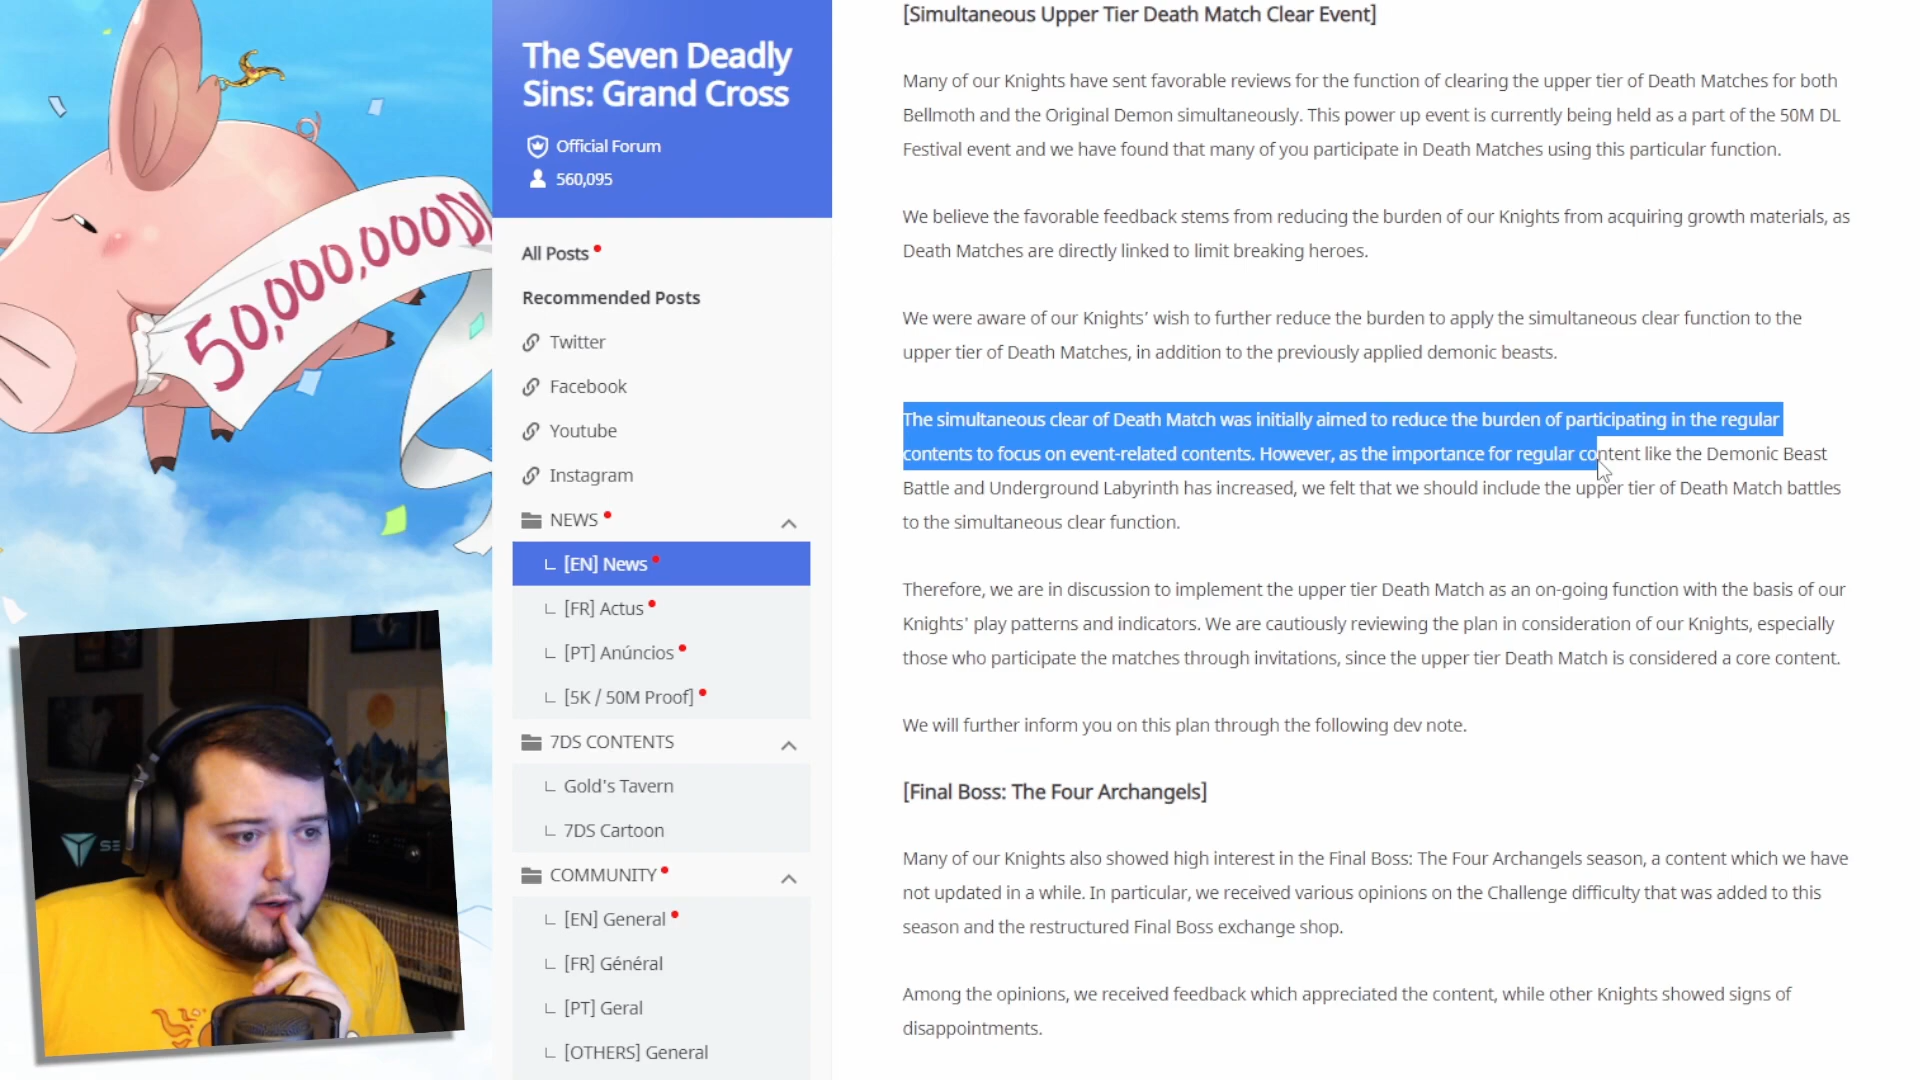 50,000,000DL
The Seven Deadly
Sins: Grand Cross
Official Forum
560,095
All Posts
Recommended Posts
Twitter
Facebook
Youtube
Instagram
NEWS
[EN] News
[FR] Actus
[PT] Anúncios
[5K / 50M Proof]
7DS CONTENTS
Gold's Tavern
7DS Cartoon
COMMUNITY
[EN] General
[FR] Général
[PT] Geral
[OTHERS] General
[Simultaneous Upper Tier Death Match Clear Event]
Many of our Knights have sent favorable reviews for the function of clearing the upper tier of Death Matches for both
Bellmoth and the Original Demon simultaneously. This power up event is currently being held as a part of the 50M DL
Festival event and we have found that many of you participate in Death Matches using this particular function.
We believe the favorable feedback stems from reducing the burden of our Knights from acquiring growth materials, as
Death Matches are directly linked to limit breaking heroes.
We were aware of our Knights' wish to further reduce the burden to apply the simultaneous clear function to the
upper tier of Death Matches, in addition to the previously applied demonic beasts.
The simultaneous clear of Death Match was initially aimed to reduce the burden of participating in the regular
contents to focus on event-related contents. However, as the importance for regular content like the Demonic Beast
Battle and Underground Labyrinth has increased, we felt that we should include the upper tier of Death Match battles
to the simultaneous clear function.
Therefore, we are in discussion to implement the upper tier Death Match as an on-going function with the basis of our
Knights' play patterns and indicators. We are cautiously reviewing the plan in consideration of our Knights, especially
those who participate the matches through invitations, since the upper tier Death Match is considered a core content.
We will further inform you on this plan through the following dev note.
[Final Boss: The Four Archangels]
Many of our Knights also showed high interest in the Final Boss: The Four Archangels season, a content which we have
not updated in a while. In particular, we received various opinions on the Challenge difficulty that was added to this
season and the restructured Final Boss exchange shop.
Among the opinions, we received feedback which appreciated the content, while other Knights showed signs of
disappointments.